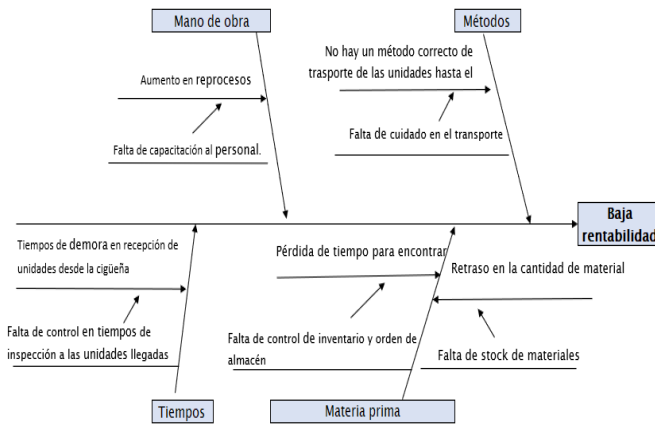 Mano de obra
Métodos
Aumento en reprocesos
Falta de capacitación al personal.
No hay un método correcto de
trasporte de las unidades hasta el
Falta de cuidado en el transporte
Baja
rentabilidad
Tiempos de demora en recepción de
unidades desde la cigüeña
Falta de control en tiempos de
inspección a las unidades llegadas
Pérdida de tiempo para encontrar
Falta de control de inventario y orden de
almacén
Retraso en la cantidad de material
Falta de stock de materiales
Tiempos
Materia prima